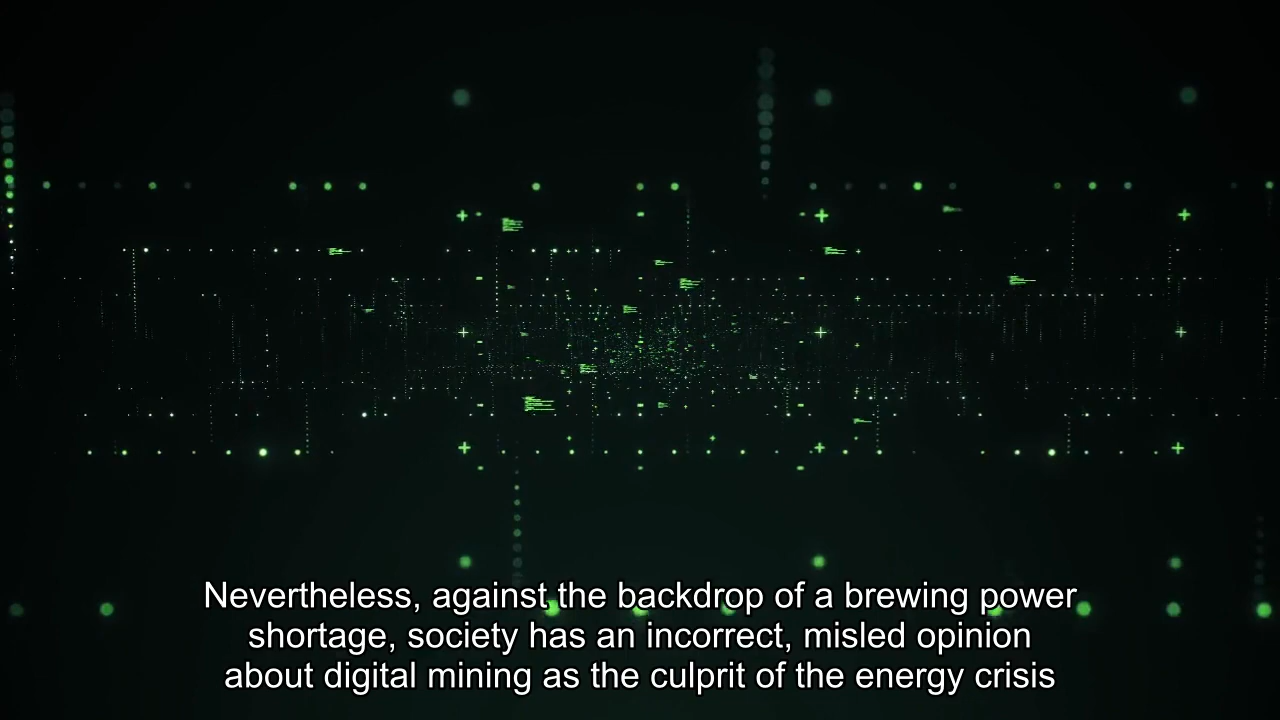 Nevertheless, against the backdrop of a brewing power
shortage, society has an incorrect, misled opinion
about digital mining as the culprit of the energy crisis